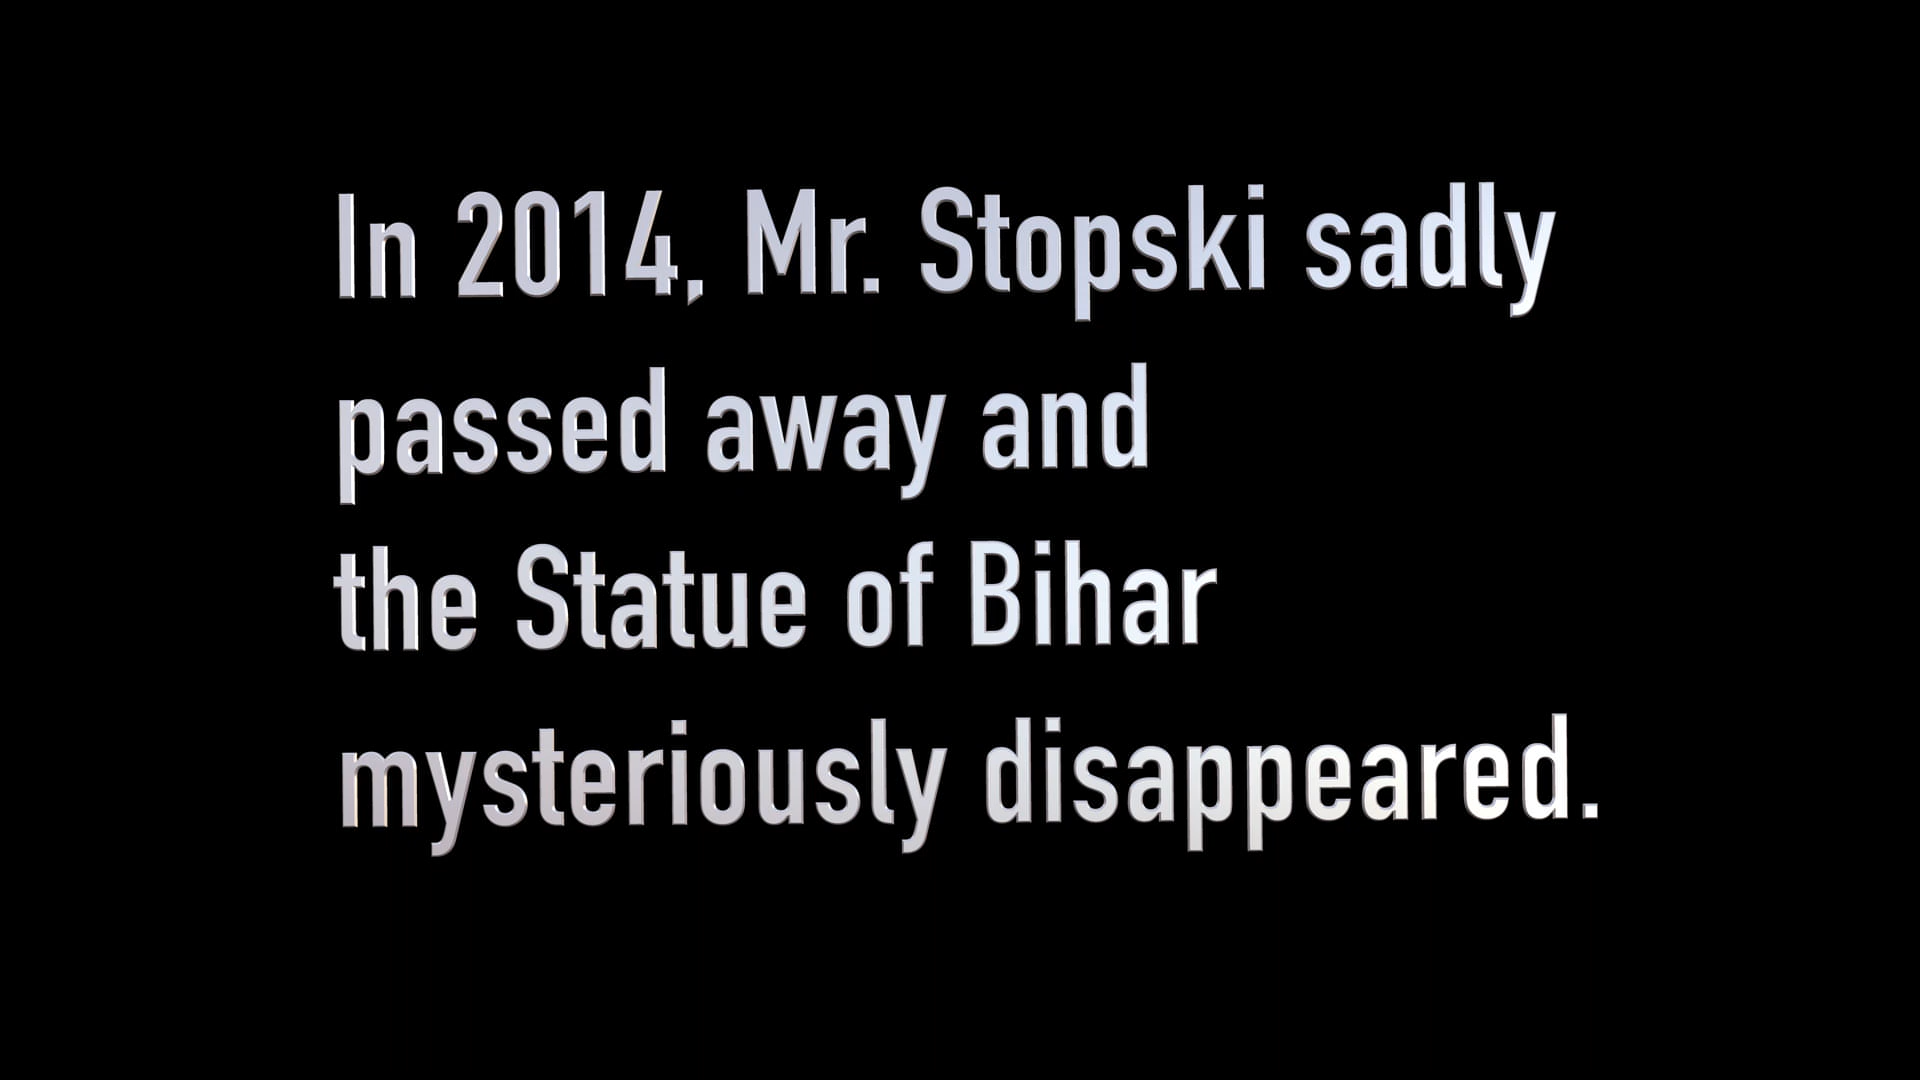 In 2014, Mr. Stopski sadly
passed away and
the Statue of Bihar
mysteriously disappeared.